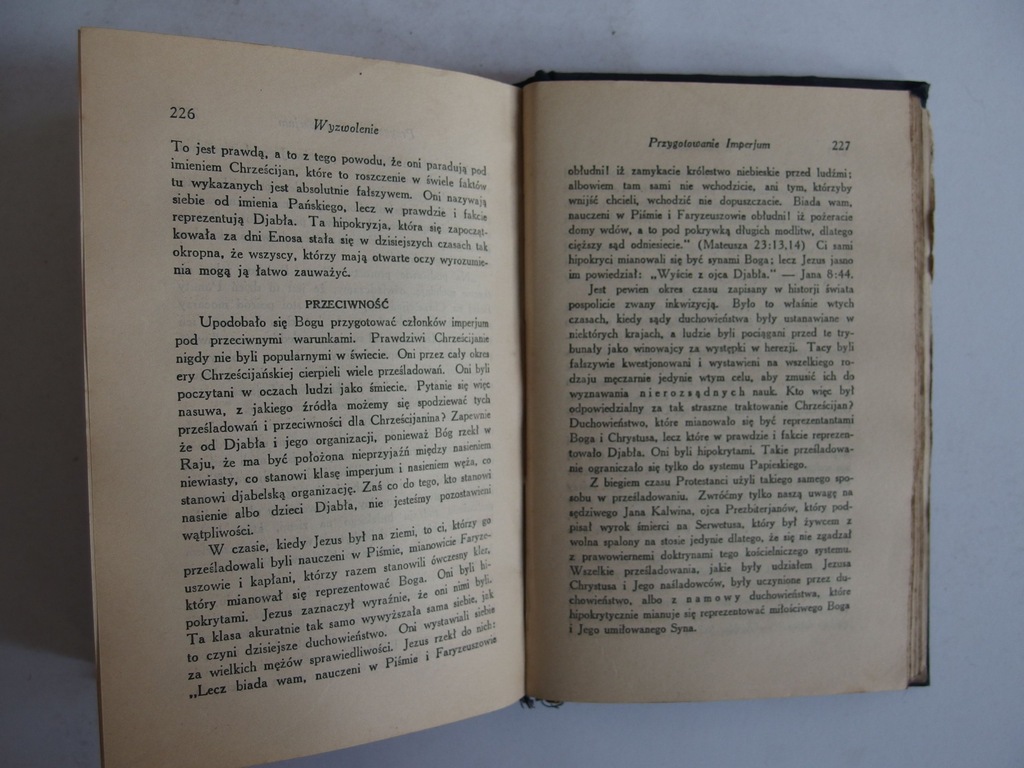 226
Wyzwolenie
To jest prawdą, a to z tego powodu, że oni paradują pod
imieniem Chrześcijan, które to roszczenie w świele faktów
tu wykazanych jest absolutnie fałszywem. Oni nazywają
siebie od imienia Pańskiego, lecz w prawdzie i fakcie
reprezentują Djabła. Ta hipokryzja, która się zapocząt-
kowała za dni Enosa stała się w dzisiejszych czasach tak
okropna, że wszyscy, którzy mają otwarte oczy wyrozumie-
nia mogą ją łatwo zauważyć.
PRZECIWNOŚĆ
Upodobało się Bogu przygotować członków imperjum
pod przeciwnymi warunkami. Prawdziwi Chrześcijanie
nigdy nie byli popularnymi w świecie. Oni przez cały okres
ery Chrześcijańskiej cierpieli wiele prześladowań. Oni byli
poczytani w oczach ludzi jako śmiecie. Pytanie się więc
nasuwa, z jakiego źródła możemy się spodziewać tych
prześladowań i przeciwności dla Chrześcijanina? Zapewnie
że od Djabła i jego organizacji, ponieważ Bóg rzekł w
Raju, że ma być położona nieprzyjaźń między nasieniem
niewiasty, co stanowi klasę imperjum i nasieniem węża, co
stanowi djabelską organizację. Zaś co do tego, kto stanowi
nasienie albo dzieci Djabła, nie jesteśmy pozostawieni
wątpliwości.
W czasie, kiedy Jezus był na ziemi, to ci, którzy go
prześladowali byli nauczeni w Piśmie, mianowicie Faryze-
uszowie i kapłani, którzy razem stanowili ówczesny kler,
który mianował się reprezentować Boga. Oni byli hi-
pokrytami. Jezus zaznaczył wyraźnie, że oni nimi byli.
Ta klasa akuratnie tak samo wywyższała sama siebie, jak
to czyni dzisiejsze duchowieństwo. Oni wystawiali siebie
za wielkich mężów sprawiedliwości. Jezus rzekł do nich:
„Lecz biada wam, nauczeni w Piśmie i Faryzeuszowie
Przygotowanie Imperjum
227
obłudni! iż zamykacie królestwo niebieskie przed ludźmi;
albowiem tam sami nie wchodzicie, ani tym, którzyby
wnijść chcieli, wchodzić nie dopuszczacie. Biada wam,
nauczeni w Piśmie i Faryzeuszowie obłudni! iż pożeracie
domy wdów, a to pod pokrywką długich modlitw, dlatego
cięższy sąd odniesiecie." (Mateusza 23:13,14) Ci sami
hipokryci mianowali się być synami Boga; lecz Jezus jasno
im powiedział: „Wyście z ojca Djabła." — Jana 8:44.
Jest pewien okres czasu zapisany w historji świata
pospolicie zwany inkwizycją. Było to właśnie wtych
czasach, kiedy sądy duchowieństwa były ustanawiane w
niektórych krajach, a ludzie byli pociągani przed te try-
bunały jako winowajcy za występki w herezji. Tacy byli
fałszywie kwestjonowani i wystawieni na wszelkiego ro-
dzaju męczarnie jedynie wtym celu, aby zmusić ich do
wyznawania nierozsądnych nauk. Kto więc był
odpowiedzialny za tak straszne traktowanie Chrześcijan?
Duchowieństwo, które mianowało się być reprezentantami
Boga i Chrystusa, lecz które w prawdzie i fakcie reprezen-
towało Djabła. Oni byli hipokrytami. Takie prześladowa-
nie ograniczało się tylko do systemu Papieskiego.
Z biegiem czasu Protestanci użyli takiego samego spo-
sobu w prześladowaniu. Zwróćmy tylko naszą uwagę na
sędziwego Jana Kalwina, ojca Prezbiterjanów, który pod-
pisał wyrok śmierci na Serwetusa, który był żywcem z
wolna spalony na stosie jedynie dlatego, że się nie zgadzał
z prawowiernemi doktrynami tego kościelniczego systemu.
Wszelkie prześladowania, jakie były udziałem Jezusa
Chrystusa i Jego naśladowców, były uczynione przez du-
chowieństwo, albo z namowy duchowieństwa, które
hipokrytycznie mianuje się reprezentować miłościwego Boga
i Jego umiłowanego Syna.